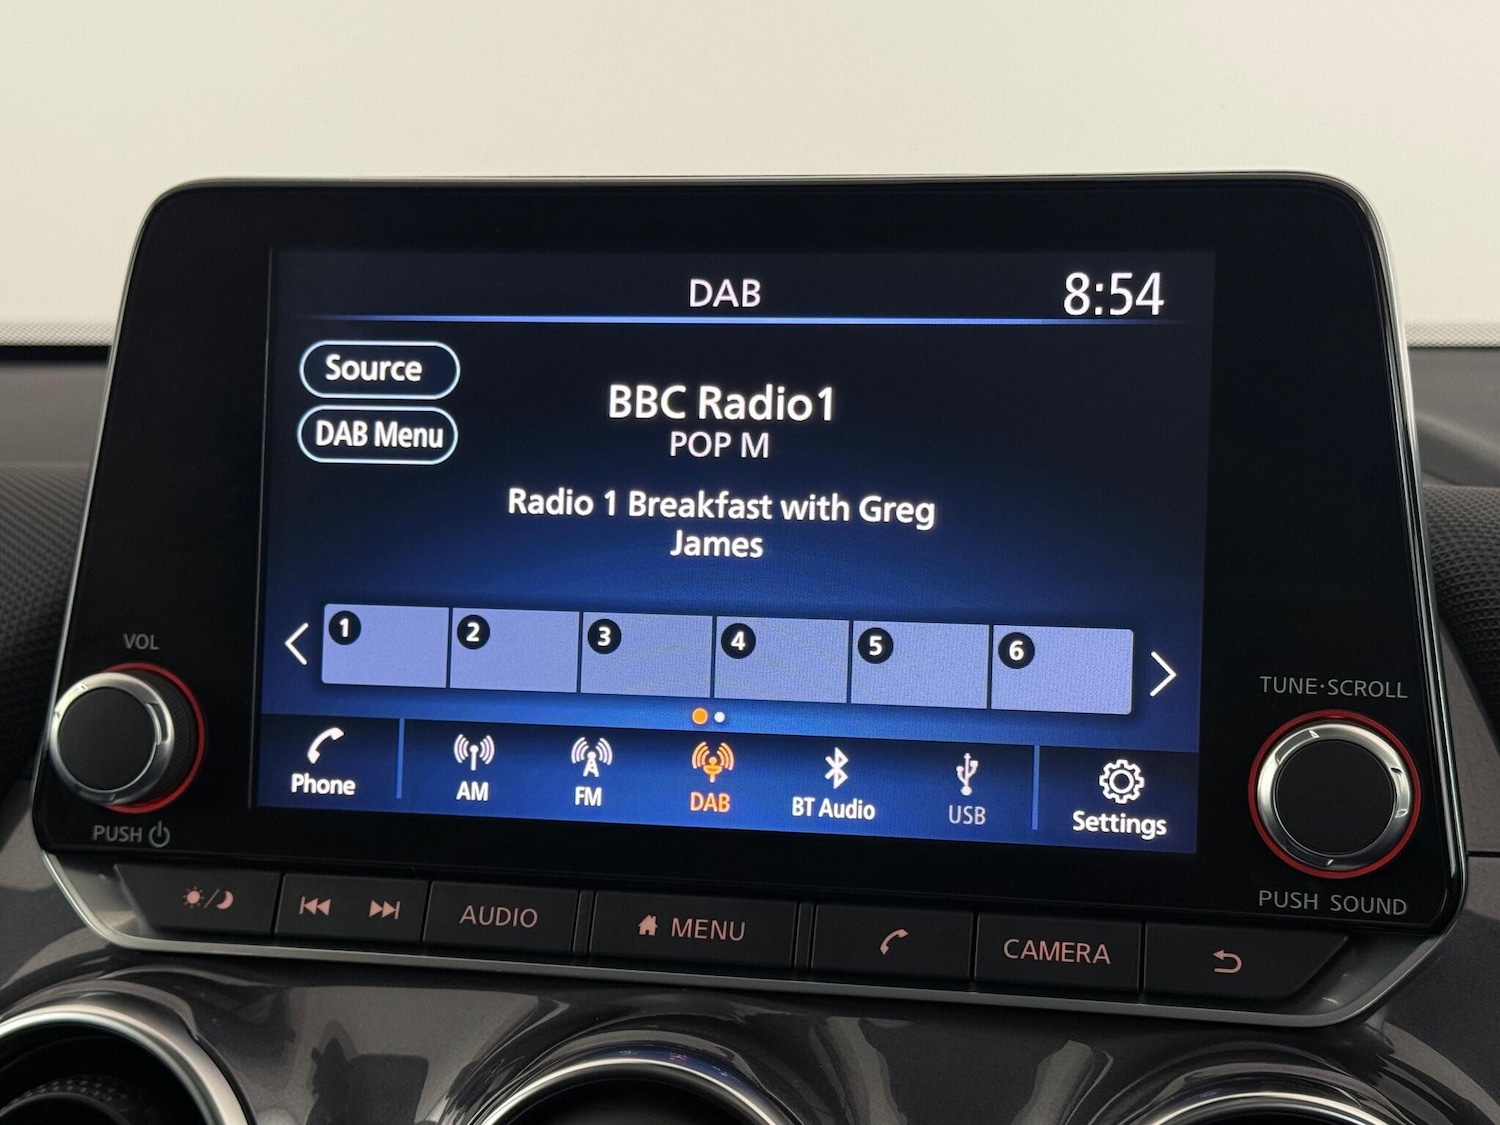 DAB
8:54
Source
DAB Menu
BBC Radio1
POP M
Radio 1 Breakfast with Greg
James
1 2 3 4 5 6
Phone AM FM DAB BT Audio USB Settings
VOL
PUSH
TUNE·SCROLL
PUSH SOUND
AUDIO MENU CAMERA